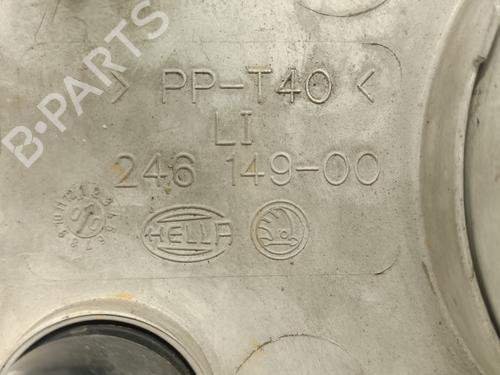 B-PARTS
> PP-T40 <
LI
246 149-00
HELLA